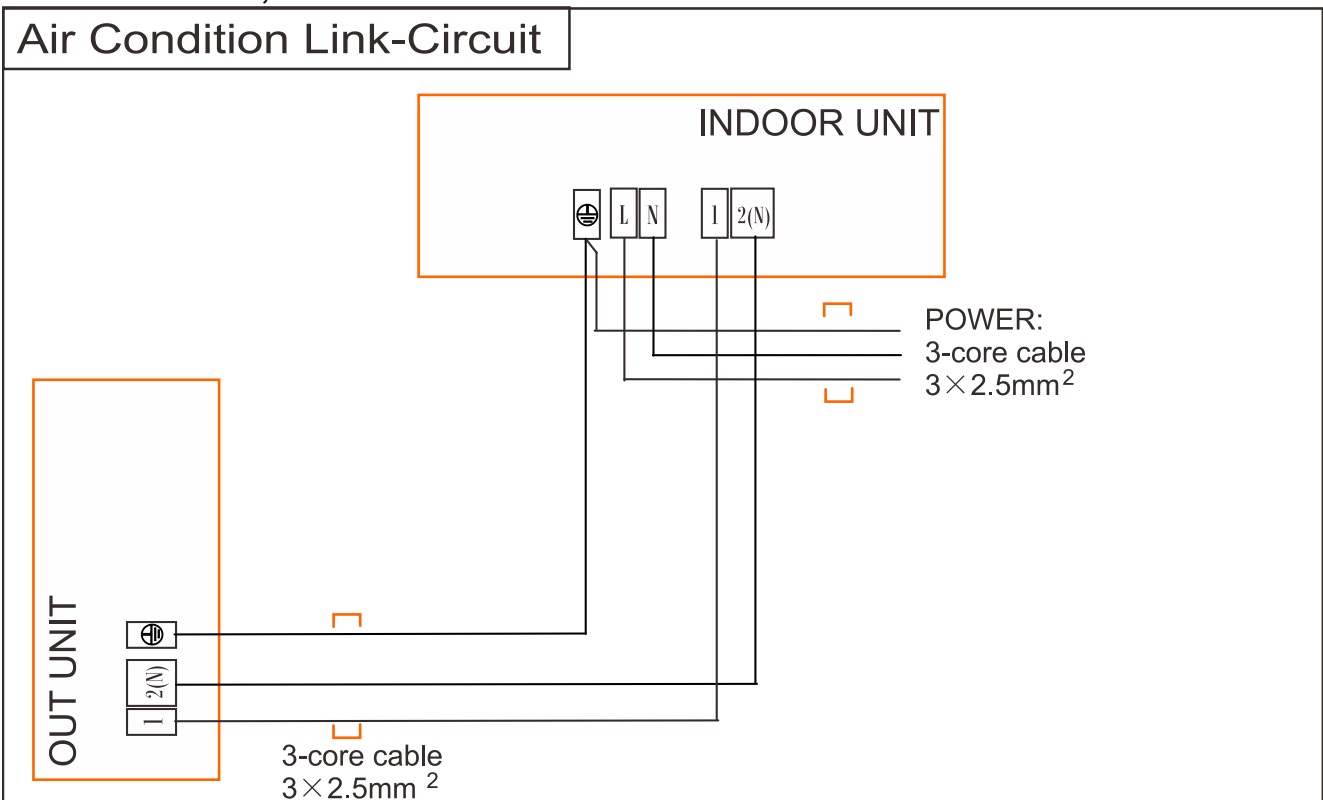 Air Condition Link-Circuit
INDOOR UNIT
L N 1 2(N)
POWER:
3-core cable
3×2.5mm²
OUT UNIT
2(N)
1
3-core cable
3×2.5mm ²